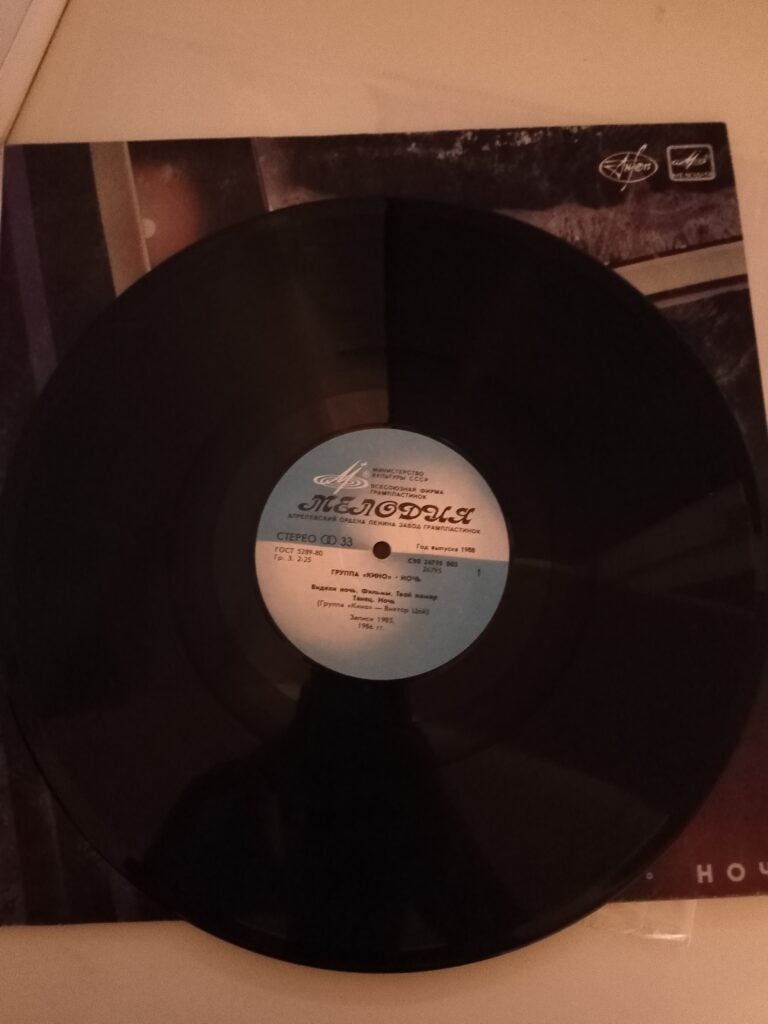 Антоп
МЕЛОДИЯ
МИНИСТЕРСТВО
КУЛЬТУРЫ СССР
ВСЕСОЮЗНАЯ ФИРМА
ГРАМПЛАСТИНОК
МЕЛОДИЯ
АПРЕЛЕВСКИЙ ОРДЕНА ЛЕНИНА ЗАВОД ГРАМПЛАСТИНОК
СТЕРЕО 33
Год выпуска 1988
ГОСТ 5289-80
С90 26795 005
Гр. 3. 2-25
26795
1
ГРУППА «КИНО» - НОЧЬ
Видели ночь. Фильмы. Твой номер
Танец. Ночь
(Группа «Кино» — Виктор Цой)
Записи 1985,
1986 гг.
НОЧ